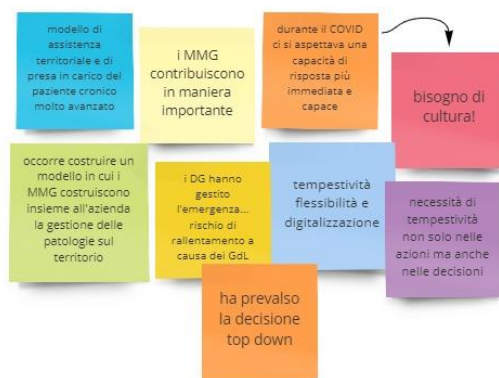 modello di
assistenza
territoriale e di
presa in carico del
paziente cronico
molto avanzato
i MMG
contribuiscono
in maniera
importante
durante il COVID
ci si aspettava una
capacità di
risposta più
immediata e
capace
bisogno di
cultura!
occorre costruire un
modello in cui i
MMG costruiscono
insieme all'azienda
la gestione delle
patologie sul
territorio
i DG hanno
gestito
l'emergenza...
rischio di
rallentamento a
causa dei GdL
tempestività
flessibilità e
digitalizzazione
necessità di
tempestività
non solo nelle
azioni ma anche
nelle decisioni
ha prevalso
la decisione
top down